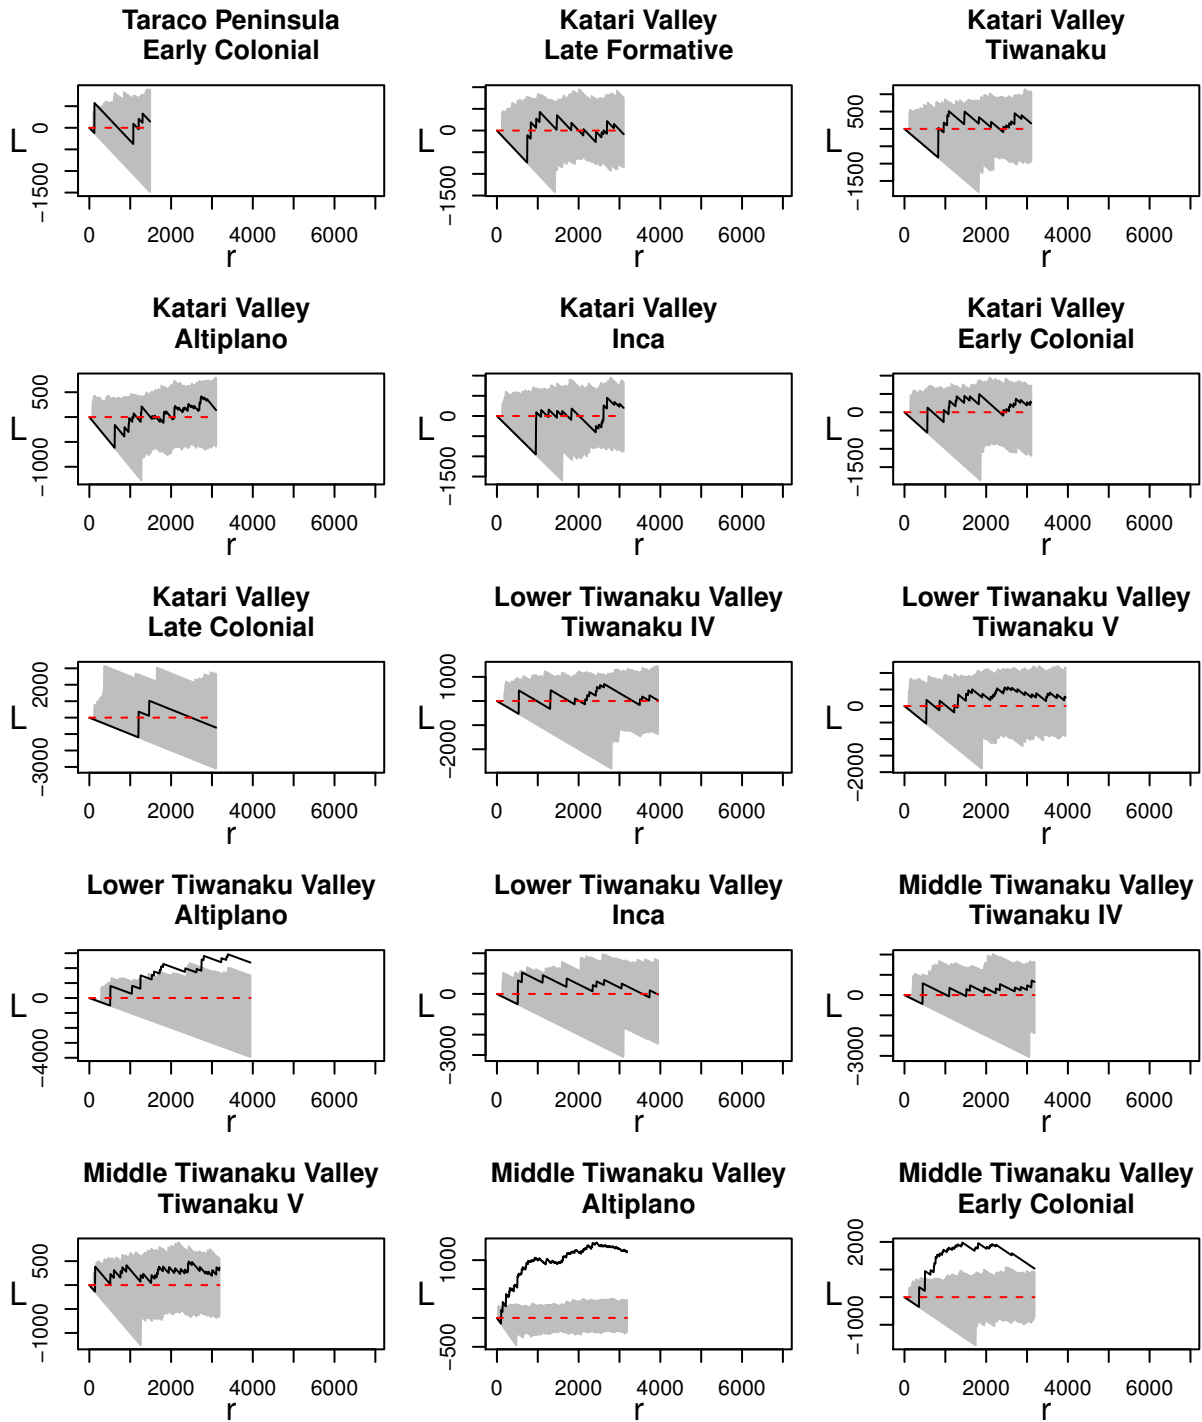 Taraco Peninsula
Early Colonial
Katari Valley
Late Formative
Katari Valley
Tiwanaku
L
−1500
0
0 2000 4000 6000
r
L
−1500
0
0 2000 4000 6000
r
L
−1500
500
0 2000 4000 6000
r
Katari Valley
Altiplano
Katari Valley
Inca
Katari Valley
Early Colonial
L
−1000
500
0 2000 4000 6000
r
L
−1500
0
0 2000 4000 6000
r
L
−1500
0
0 2000 4000 6000
r
Katari Valley
Late Colonial
Lower Tiwanaku Valley
Tiwanaku IV
Lower Tiwanaku Valley
Tiwanaku V
L
−3000
2000
0 2000 4000 6000
r
L
−2000
1000
0 2000 4000 6000
r
L
−2000
0
0 2000 4000 6000
r
Lower Tiwanaku Valley
Altiplano
Lower Tiwanaku Valley
Inca
Middle Tiwanaku Valley
Tiwanaku IV
L
−4000
0
0 2000 4000 6000
r
L
−3000
0
0 2000 4000 6000
r
L
−3000
0
0 2000 4000 6000
r
Middle Tiwanaku Valley
Tiwanaku V
Middle Tiwanaku Valley
Altiplano
Middle Tiwanaku Valley
Early Colonial
L
−1000
500
0 2000 4000 6000
r
L
−500
1000
0 2000 4000 6000
r
L
−1000
2000
0 2000 4000 6000
r